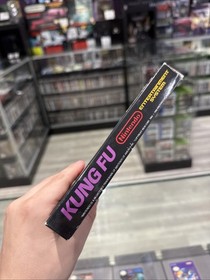 KUNG FU
Nintendo
ENTERTAINMENT
SYSTEM